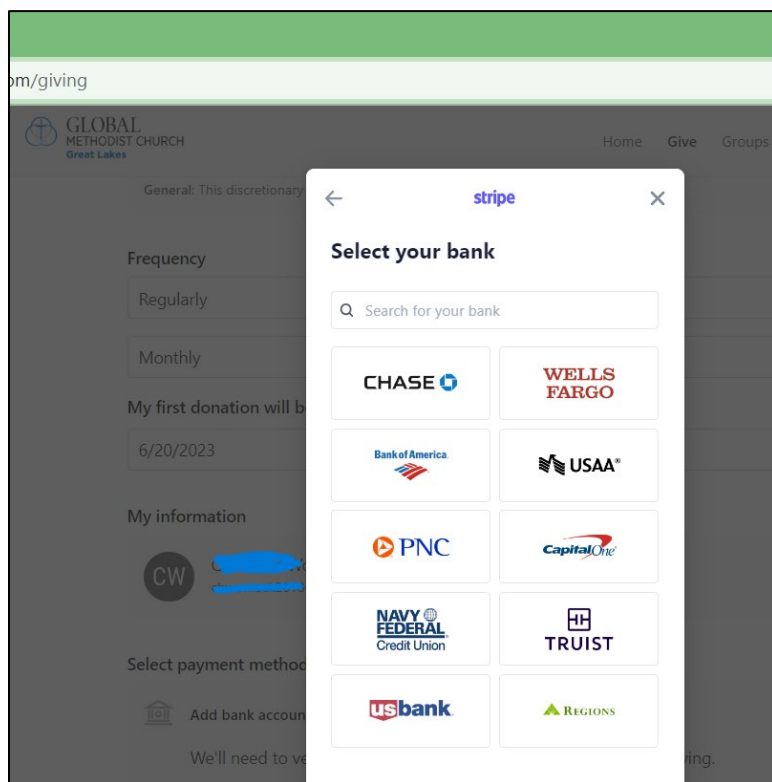 om/giving
GLOBAL
METHODIST CHURCH
Great Lakes
Home Give Groups
General: This discretionary
stripe
Select your bank
Search for your bank
Frequency
Regularly
Monthly
CHASE
WELLS
FARGO
My first donation will b
6/20/2023
Bank of America
USAA®
My information
CW
PNC
Capital One
NAVY
FEDERAL
Credit Union
TRUIST
Select payment method
Add bank accoun
usbank
REGIONS
We'll need to ve
ing.